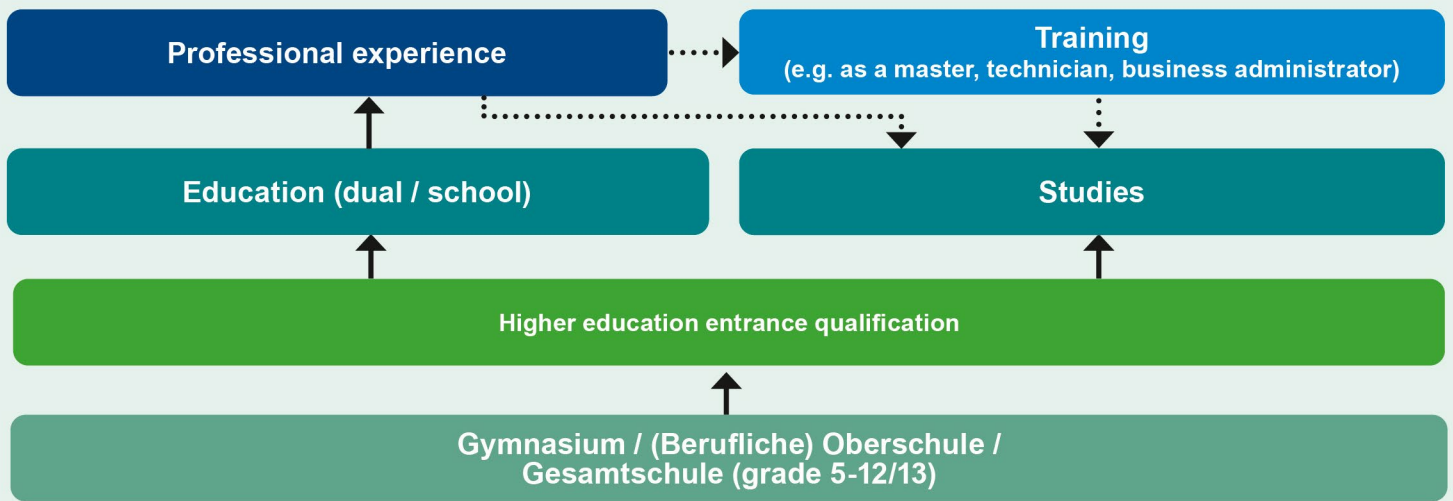 Professional experience
Training
(e.g. as a master, technician, business administrator)
Education (dual / school)
Studies
Higher education entrance qualification
Gymnasium / (Berufliche) Oberschule /
Gesamtschule (grade 5-12/13)